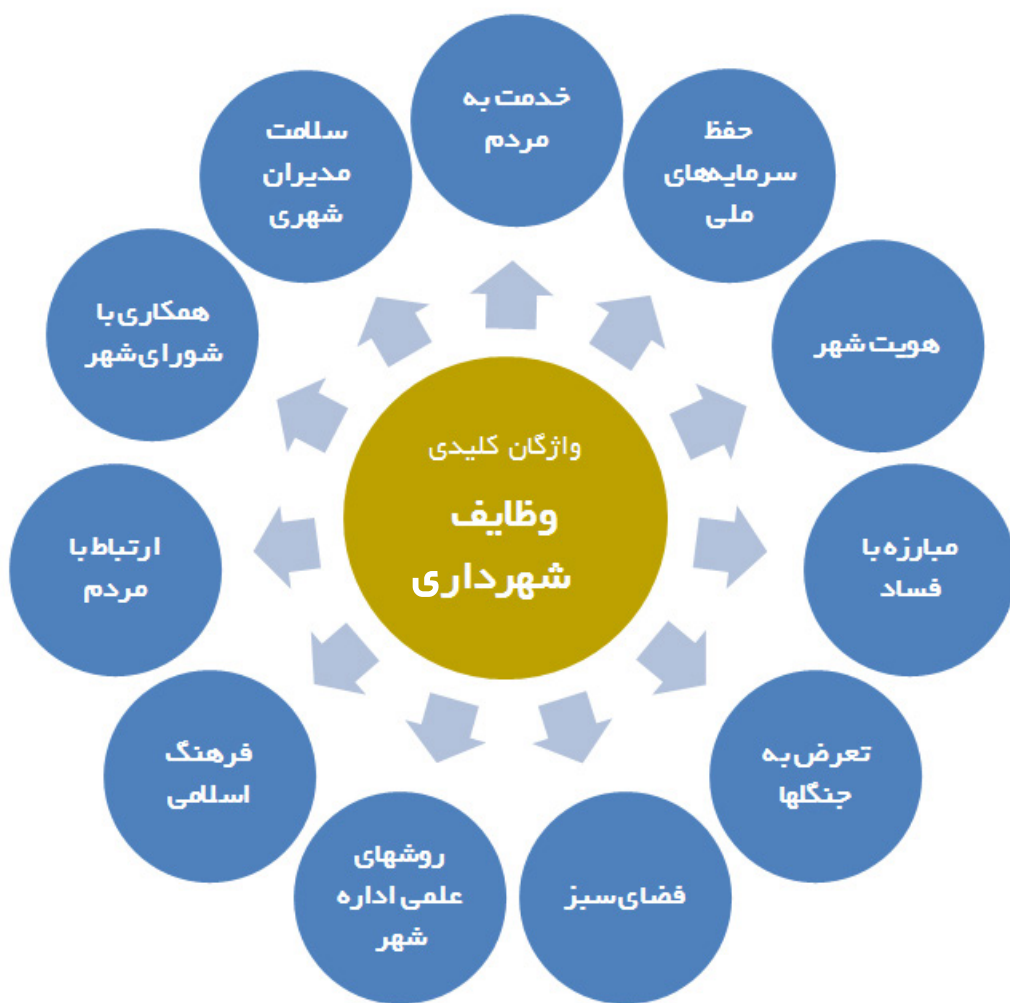 واژگان کلیدی
وظایف
شهرداری
خدمت به
مردم
حفظ
سرمایه‌های
ملی
هویت شهر
مبارزه با
فساد
تعرض به
جنگلها
فضای سبز
روشهای
علمی اداره
شهر
فرهنگ
اسلامی
ارتباط با
مردم
همکاری با
شورای شهر
سلامت
مدیران
شهری